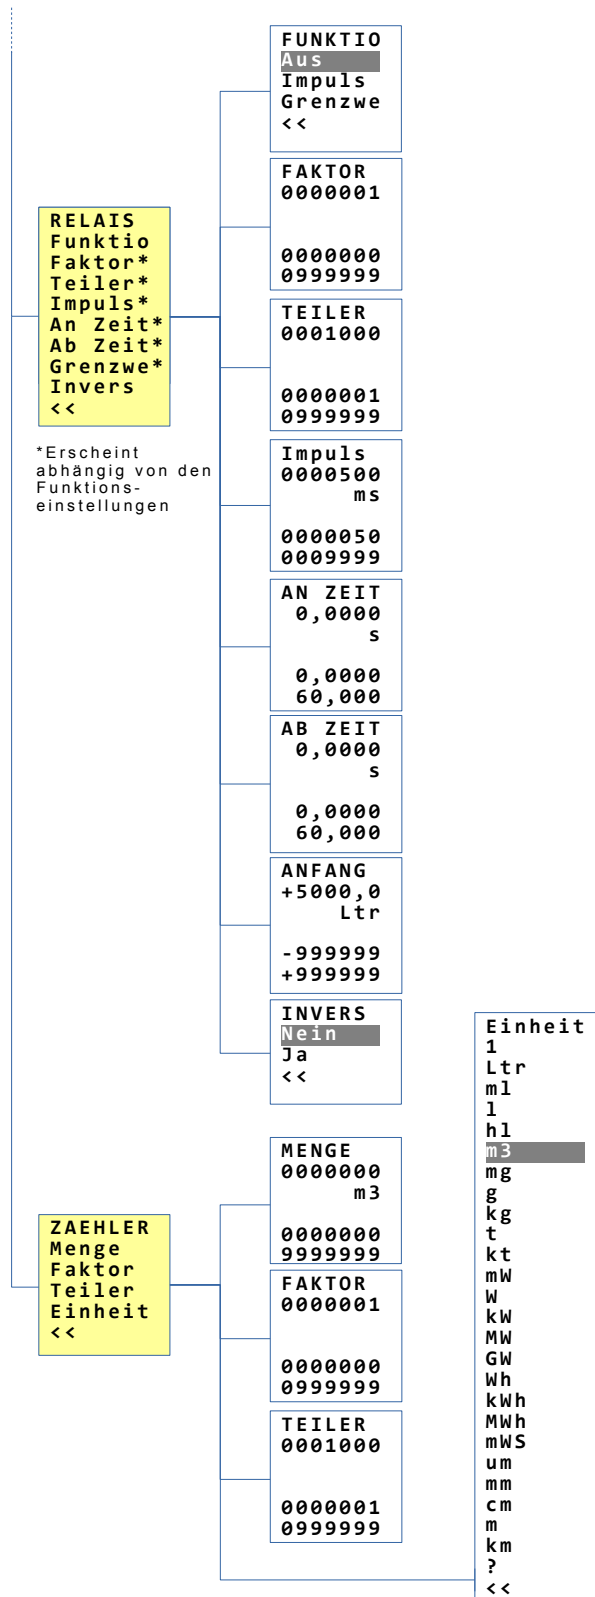 RELAIS
Funktio
Faktor*
Teiler*
Impuls*
An Zeit*
Ab Zeit*
Grenzwe*
Invers
<<
*Erscheint
abhängig von den
Funktions-
einstellungen
FUNKTIO
Aus
Impuls
Grenzwe
<<
FAKTOR
0000001
0000000
0999999
TEILER
0001000
0000001
0999999
Impuls
0000500
ms
0000050
0009999
AN ZEIT
0,0000
s
0,0000
60,000
AB ZEIT
0,0000
s
0,0000
60,000
ANFANG
+5000,0
Ltr
-999999
+999999
INVERS
Nein
Ja
<<
ZAEHLER
Menge
Faktor
Teiler
Einheit
<<
MENGE
0000000
m3
0000000
9999999
FAKTOR
0000001
0000000
0999999
TEILER
0001000
0000001
0999999
Einheit
1
Ltr
ml
l
hl
m3
mg
g
kg
t
kt
mW
W
kW
MW
GW
Wh
kWh
MWh
mWS
um
mm
cm
m
km
?
<<